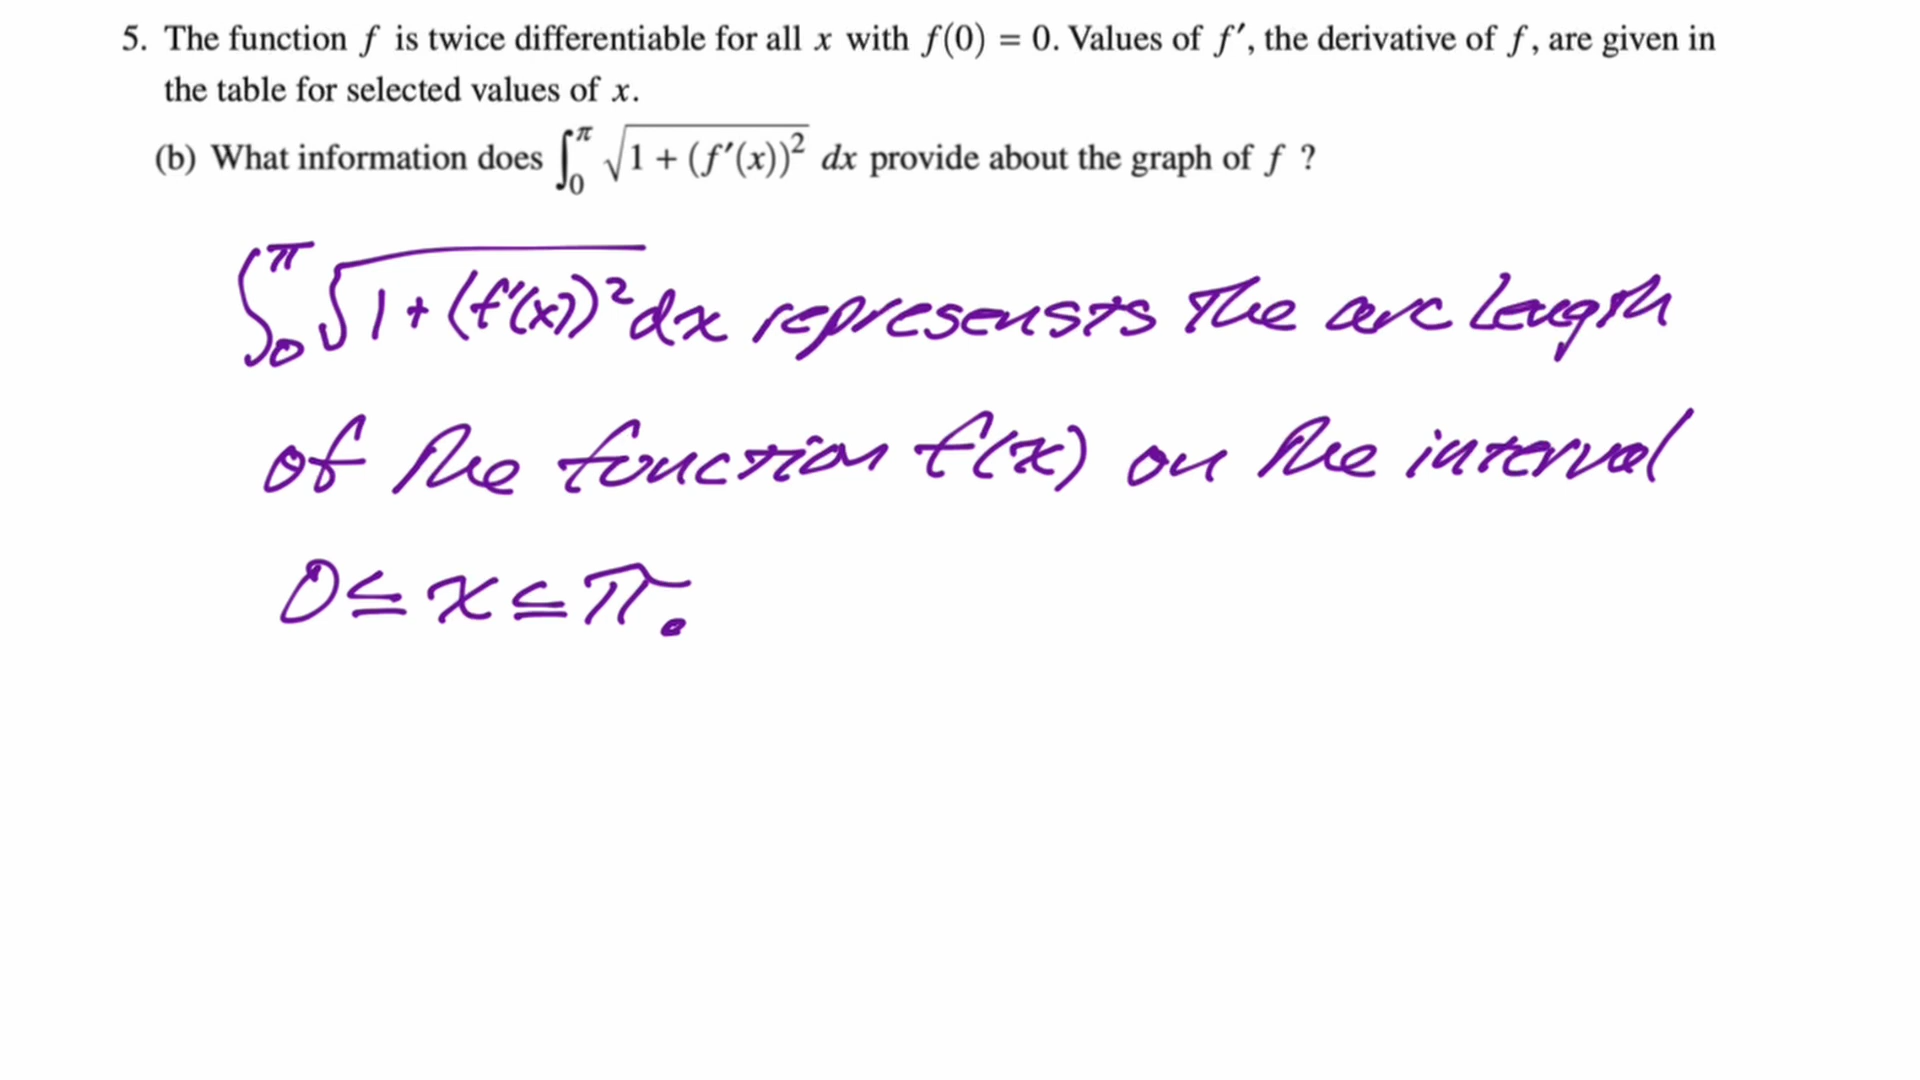 5. The function f is twice differentiable for all x with f(0) = 0. Values of f′, the derivative of f, are given in
the table for selected values of x.
(b) What information does ∫₀^π √(1 + (f′(x))²) dx provide about the graph of f ?
∫₀^π √(1 + (f′(x))²) dx represensts the arc length
of the function f(x) on the interval
0 ≤ x ≤ π.